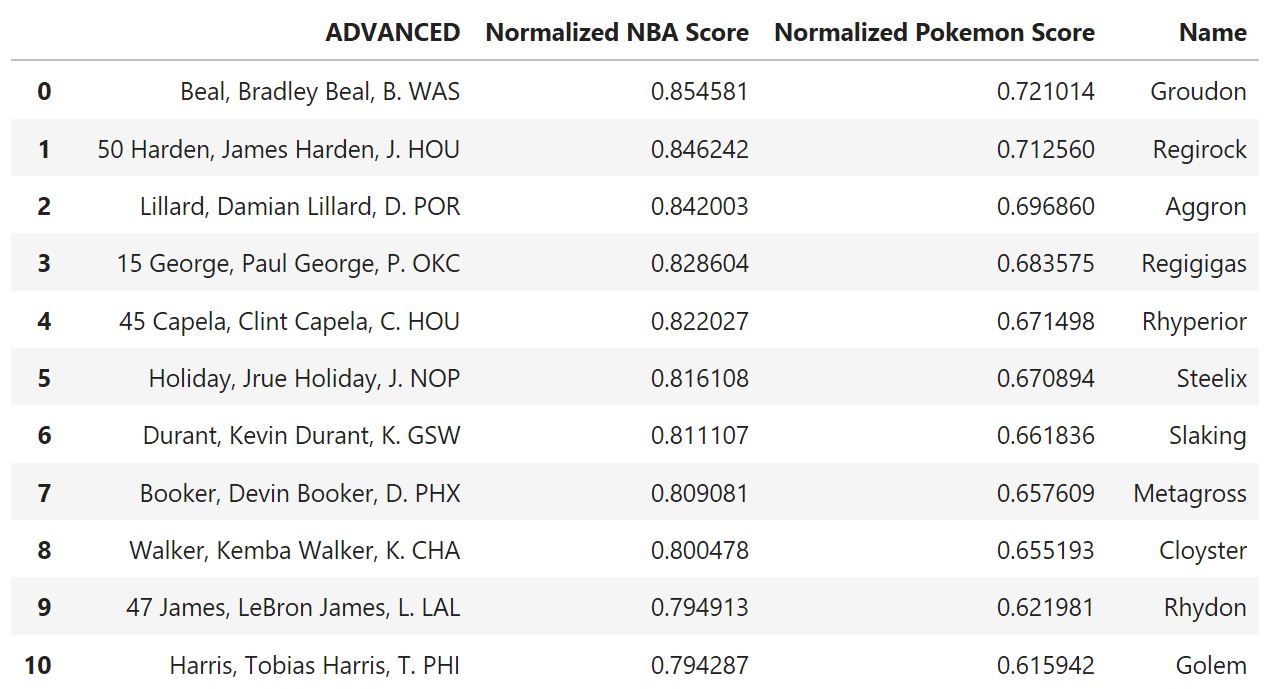 ADVANCED Normalized NBA Score Normalized Pokemon Score Name
0 Beal, Bradley Beal, B. WAS 0.854581 0.721014 Groudon
1 50 Harden, James Harden, J. HOU 0.846242 0.712560 Regirock
2 Lillard, Damian Lillard, D. POR 0.842003 0.696860 Aggron
3 15 George, Paul George, P. OKC 0.828604 0.683575 Regigigas
4 45 Capela, Clint Capela, C. HOU 0.822027 0.671498 Rhyperior
5 Holiday, Jrue Holiday, J. NOP 0.816108 0.670894 Steelix
6 Durant, Kevin Durant, K. GSW 0.811107 0.661836 Slaking
7 Booker, Devin Booker, D. PHX 0.809081 0.657609 Metagross
8 Walker, Kemba Walker, K. CHA 0.800478 0.655193 Cloyster
9 47 James, LeBron James, L. LAL 0.794913 0.621981 Rhydon
10 Harris, Tobias Harris, T. PHI 0.794287 0.615942 Golem